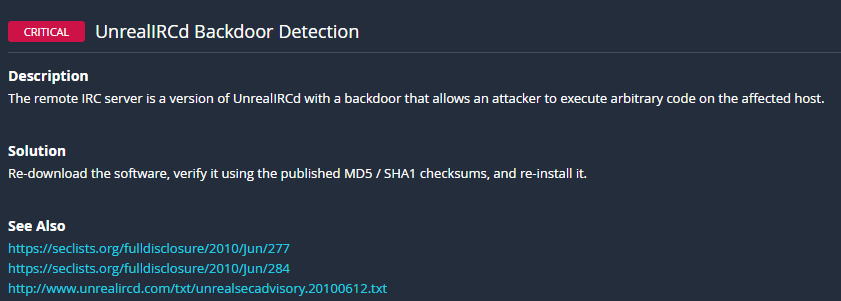 CRITICAL UnrealIRCd Backdoor Detection
Description
The remote IRC server is a version of UnrealIRCd with a backdoor that allows an attacker to execute arbitrary code on the affected host.
Solution
Re-download the software, verify it using the published MD5 / SHA1 checksums, and re-install it.
See Also
https://seclists.org/fulldisclosure/2010/Jun/277
https://seclists.org/fulldisclosure/2010/Jun/284
http://www.unrealircd.com/txt/unrealsecadvisory.20100612.txt